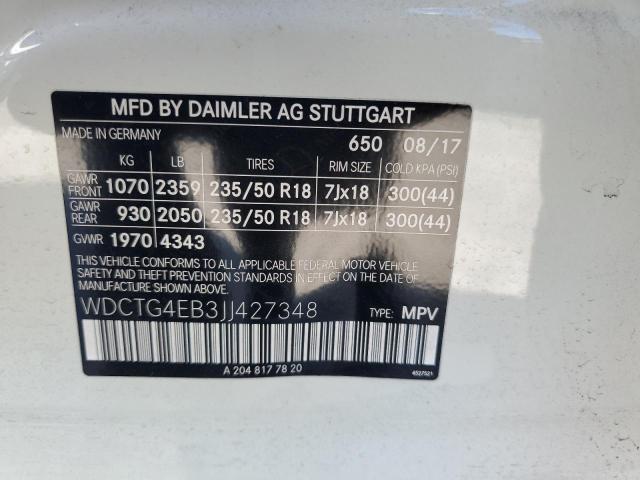 MFD BY DAIMLER AG STUTTGART
MADE IN GERMANY 650 08/17
KG LB TIRES RIM SIZE COLD KPA (PSI)
GAWR FRONT 1070 2359 235/50 R18 7Jx18 300(44)
GAWR REAR 930 2050 235/50 R18 7Jx18 300(44)
GVWR 1970 4343
THIS VEHICLE CONFORMS TO ALL APPLICABLE FEDERAL MOTOR VEHICLE
SAFETY AND THEFT PREVENTION STANDARDS IN EFFECT ON THE DATE OF
MANUFACTURE SHOWN ABOVE.
WDCTG4EB3JJ427348 TYPE: MPV
A 204 817 78 20 4527521